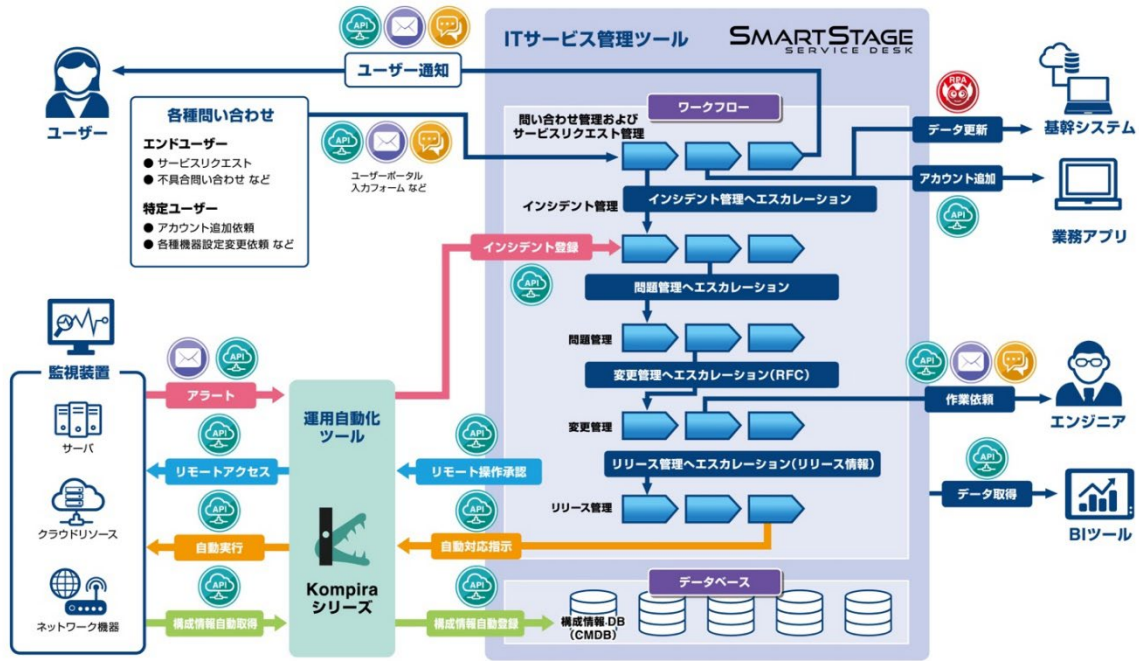 API
ITサービス管理ツール
SMARTSTAGE
SERVICE DESK
ユーザー通知
ユーザー
各種問い合わせ
エンドユーザー
● サービスリクエスト
● 不具合問い合わせ など
特定ユーザー
● アカウント追加依頼
● 各種機器設定変更依頼 など
API
ユーザーポータル
入力フォーム など
ワークフロー
問い合わせ管理および
サービスリクエスト管理
RPA
データ更新
基幹システム
アカウント追加
API
業務アプリ
インシデント管理へエスカレーション
インシデント管理
インシデント登録
API
問題管理へエスカレーション
問題管理
変更管理へエスカレーション(RFC)
変更管理
API
作業依頼
エンジニア
リリース管理へエスカレーション(リリース情報)
リリース管理
API
データ取得
BIツール
監視装置
サーバ
クラウドリソース
ネットワーク機器
API
アラート
API
リモートアクセス
API
自動実行
API
構成情報自動取得
運用自動化
ツール
Kompira
シリーズ
API
リモート操作承認
API
自動対応指示
API
構成情報自動登録
データベース
構成情報DB
(CMDB)